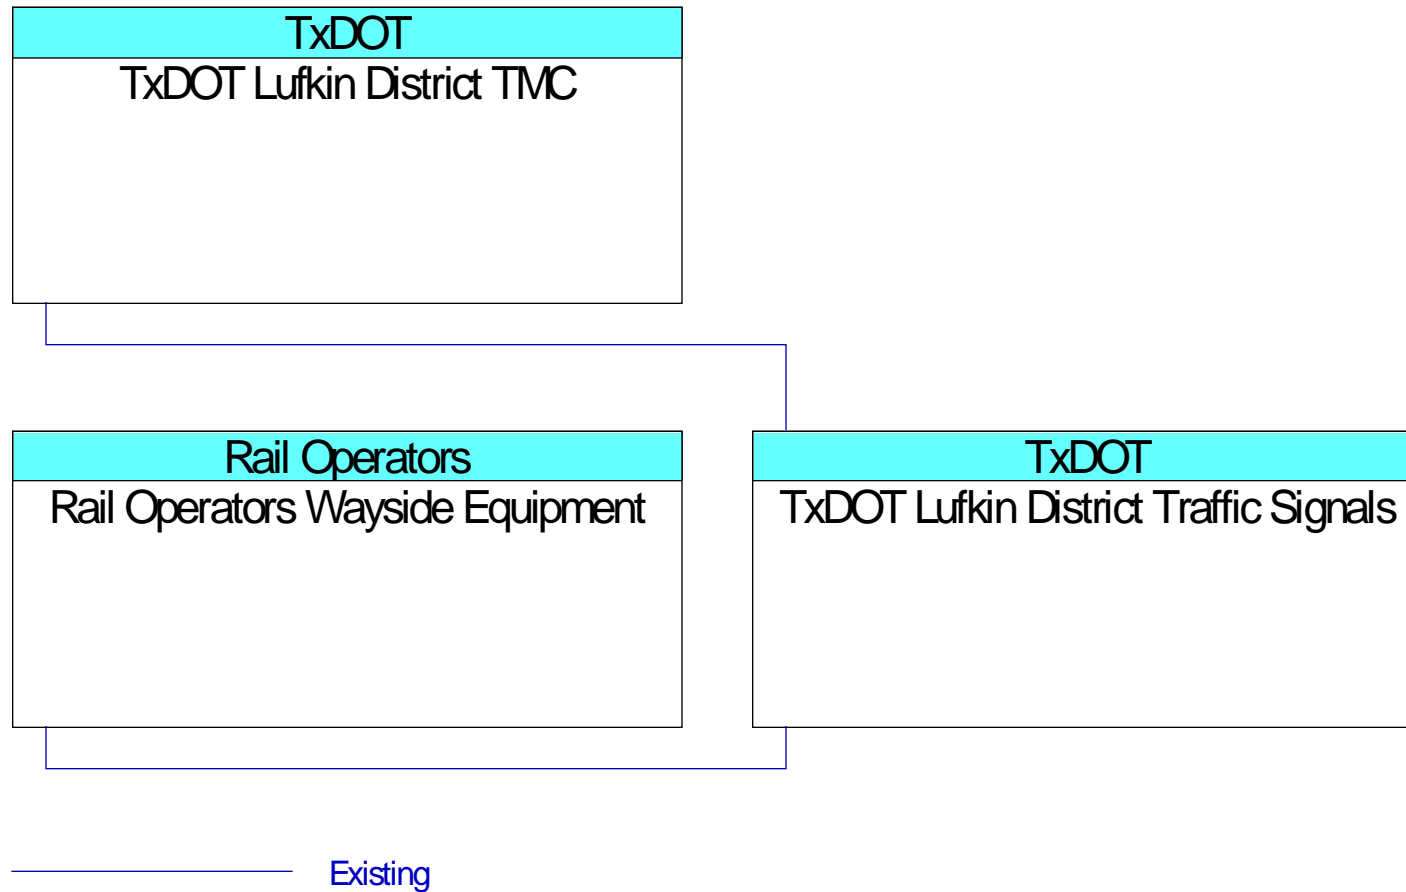 TxDOT
TxDOT Lufkin District TMC
Rail Operators
Rail Operators Wayside Equipment
TxDOT
TxDOT Lufkin District Traffic Signals
Existing